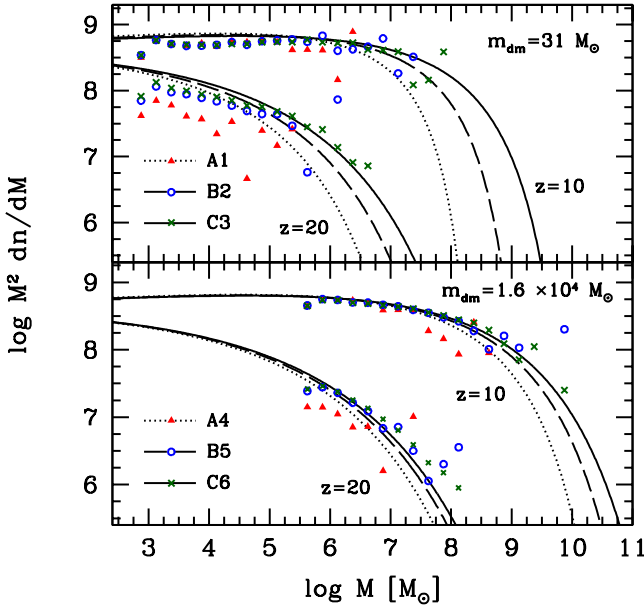 9
m_dm=31 M_⊙
8
7
A1
B2
z=10
C3
z=20
6
log M² dn/dM
9
m_dm=1.6 ×10⁴ M_⊙
8
z=10
7
A4
B5
z=20
C6
6
3 4 5 6 7 8 9 10 11
log M [M_⊙]